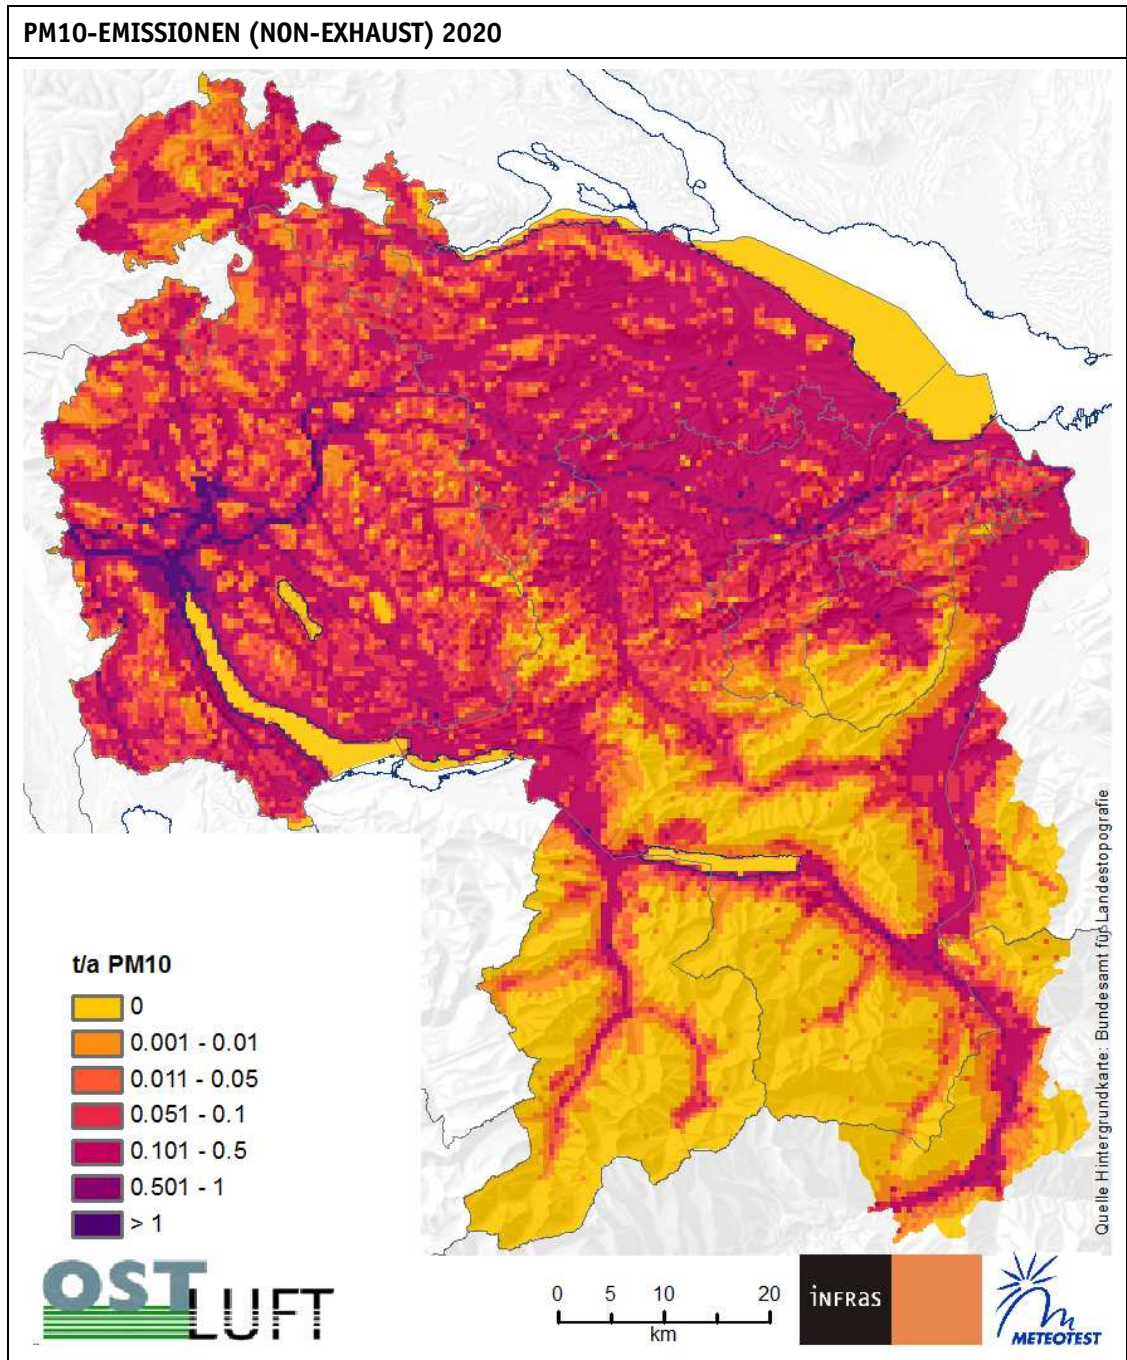 PM10-EMISSIONEN (NON-EXHAUST) 2020
Quelle Hintergrundkarte: Bundesamt für Landestopografie
t/a PM10
0
0.001 - 0.01
0.011 - 0.05
0.051 - 0.1
0.101 - 0.5
0.501 - 1
> 1
OST
LUFT
0 5 10 20
km
iNFRAS
METEOTEST